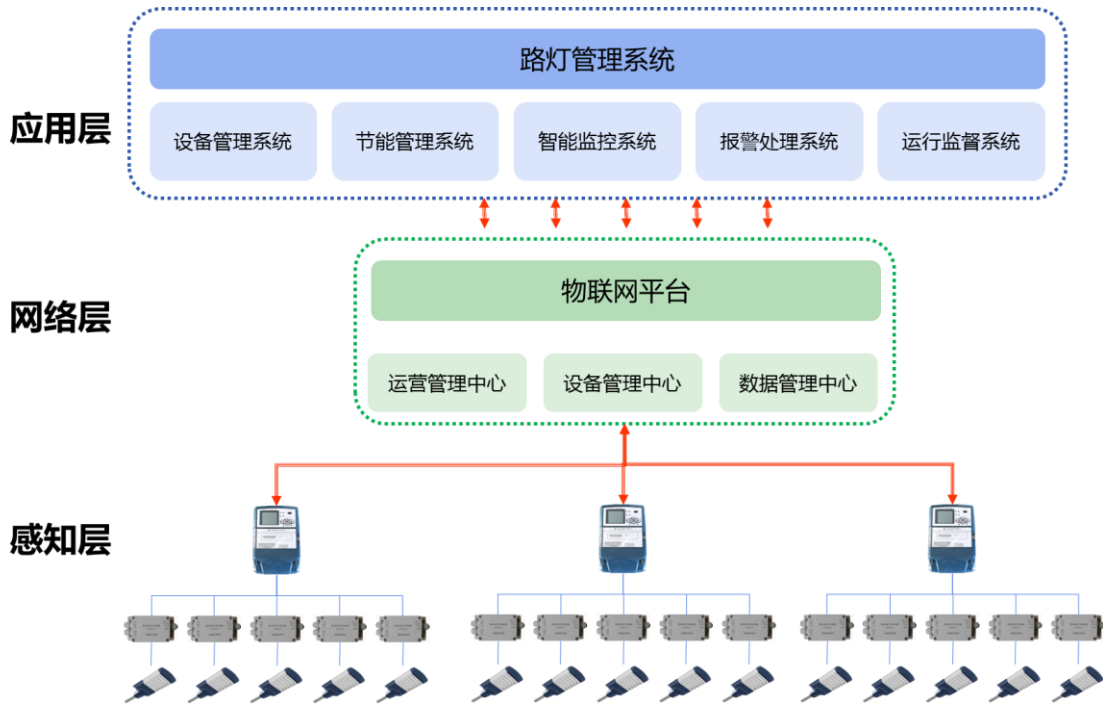 路灯管理系统
应用层
设备管理系统
节能管理系统
智能监控系统
报警处理系统
运行监督系统
物联网平台
网络层
运营管理中心
设备管理中心
数据管理中心
感知层